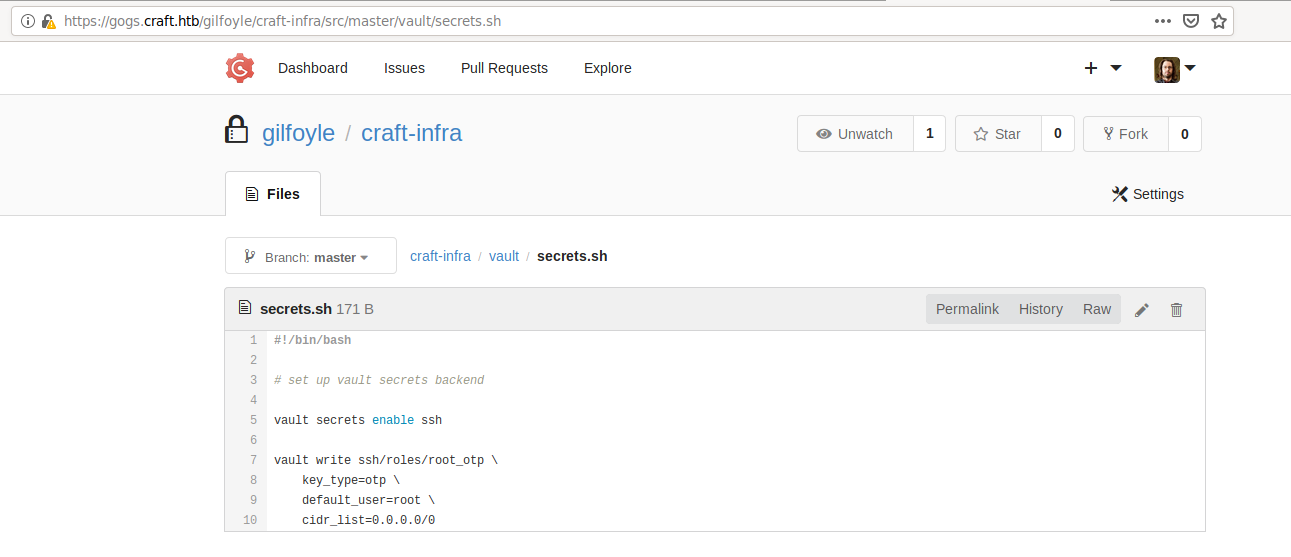 https://gogs.craft.htb/gilfoyle/craft-infra/src/master/vault/secrets.sh
Dashboard Issues Pull Requests Explore
gilfoyle / craft-infra Unwatch 1 Star 0 Fork 0
Files Settings
Branch: master craft-infra / vault / secrets.sh
secrets.sh 171 B Permalink History Raw
1 #!/bin/bash
2
3 # set up vault secrets backend
4
5 vault secrets enable ssh
6
7 vault write ssh/roles/root_otp \
8     key_type=otp \
9     default_user=root \
10     cidr_list=0.0.0.0/0